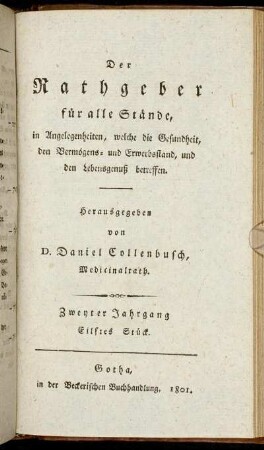 Der
Rathgeber
für alle Stände,
in Angelegenheiten, welche die Gesundheit,
den Vermögens- und Erwerbsstand, und
den Lebensgenuß betreffen.
Herausgegeben
von
D. Daniel Collenbusch,
Medicinalrath.
Zweyter Jahrgang
Eilftes Stück.
Gotha,
in der Beckerischen Buchhandlung, 1801.